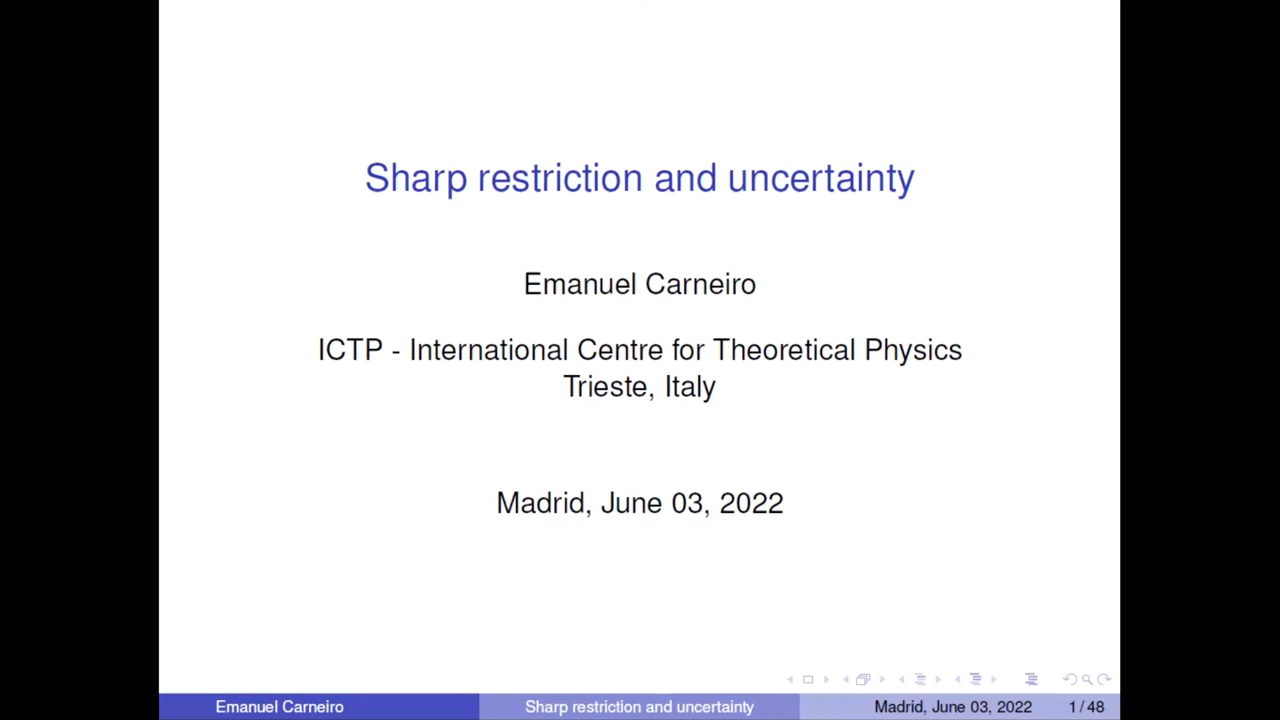 Sharp restriction and uncertainty
Emanuel Carneiro
ICTP - International Centre for Theoretical Physics
Trieste, Italy
Madrid, June 03, 2022
Emanuel Carneiro
Sharp restriction and uncertainty
Madrid, June 03, 2022
1 / 48